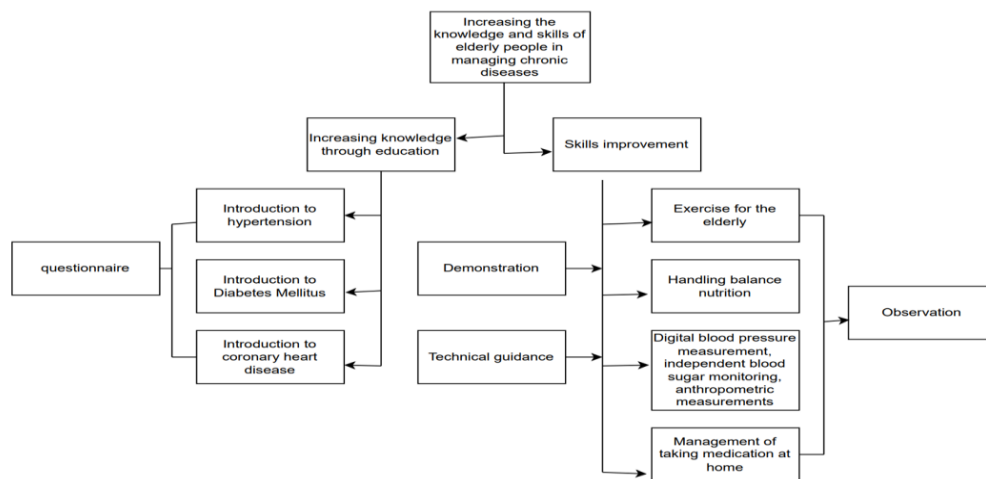 Increasing the
knowledge and skills of
elderly people in
managing chronic
diseases
Increasing knowledge
through education
Skills improvement
Introduction to
hypertension
Exercise for the
elderly
questionnaire
Introduction to
Diabetes Mellitus
Demonstration
Handling balance
nutrition
Observation
Introduction to
coronary heart
disease
Technical guidance
Digital blood pressure
measurement,
independent blood
sugar monitoring,
anthropometric
measurements
Management of
taking medication at
home